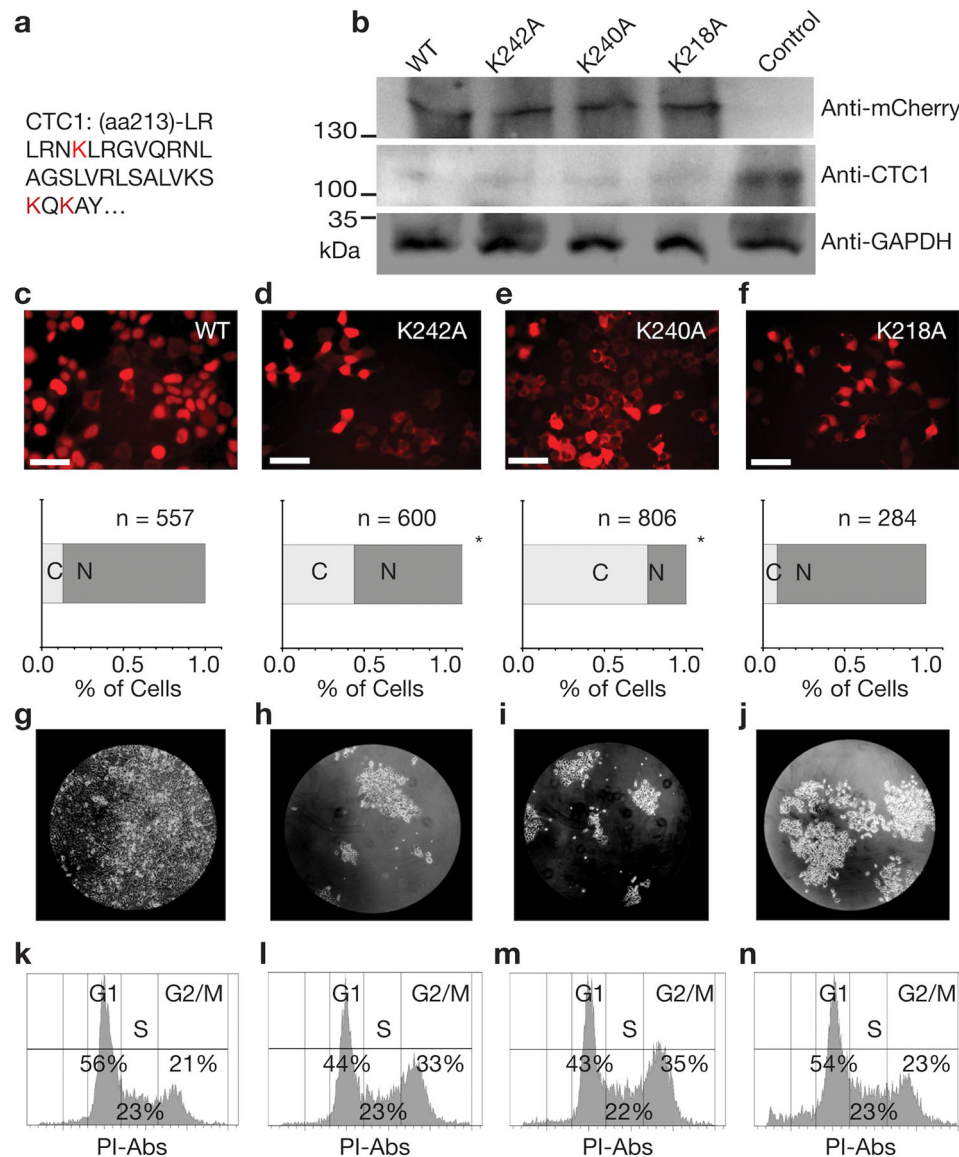 a
CTC1: (aa213)-LR
LRNKLRGVQRNL
AGSLVRLSALVKS
KQKAY...
b
WT K242A K240A K218A Control
Anti-mCherry
130
Anti-CTC1
100
35
kDa
Anti-GAPDH
c d e f
WT K242A K240A K218A
n = 557 n = 600 n = 806 n = 284
* *
C N C N C N C N
0.0 0.5 1.0 0.0 0.5 1.0 0.0 0.5 1.0 0.0 0.5 1.0
% of Cells % of Cells % of Cells % of Cells
g h i j
k l m n
G1 G2/M G1 G2/M G1 G2/M G1 G2/M
S S S S
56% 21% 44% 33% 43% 35% 54% 23%
23% 23% 22% 23%
PI-Abs PI-Abs PI-Abs PI-Abs